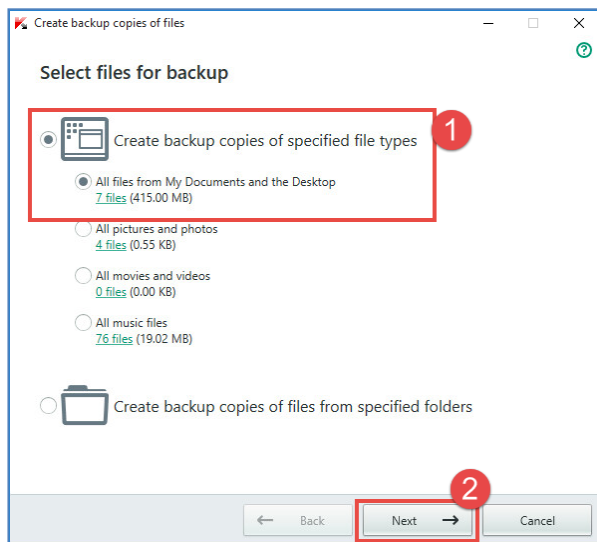 Create backup copies of files
Select files for backup
Create backup copies of specified file types
1
All files from My Documents and the Desktop
7 files (415.00 MB)
All pictures and photos
4 files (0.55 KB)
All movies and videos
0 files (0.00 KB)
All music files
76 files (19.02 MB)
Create backup copies of files from specified folders
2
← Back Next → Cancel